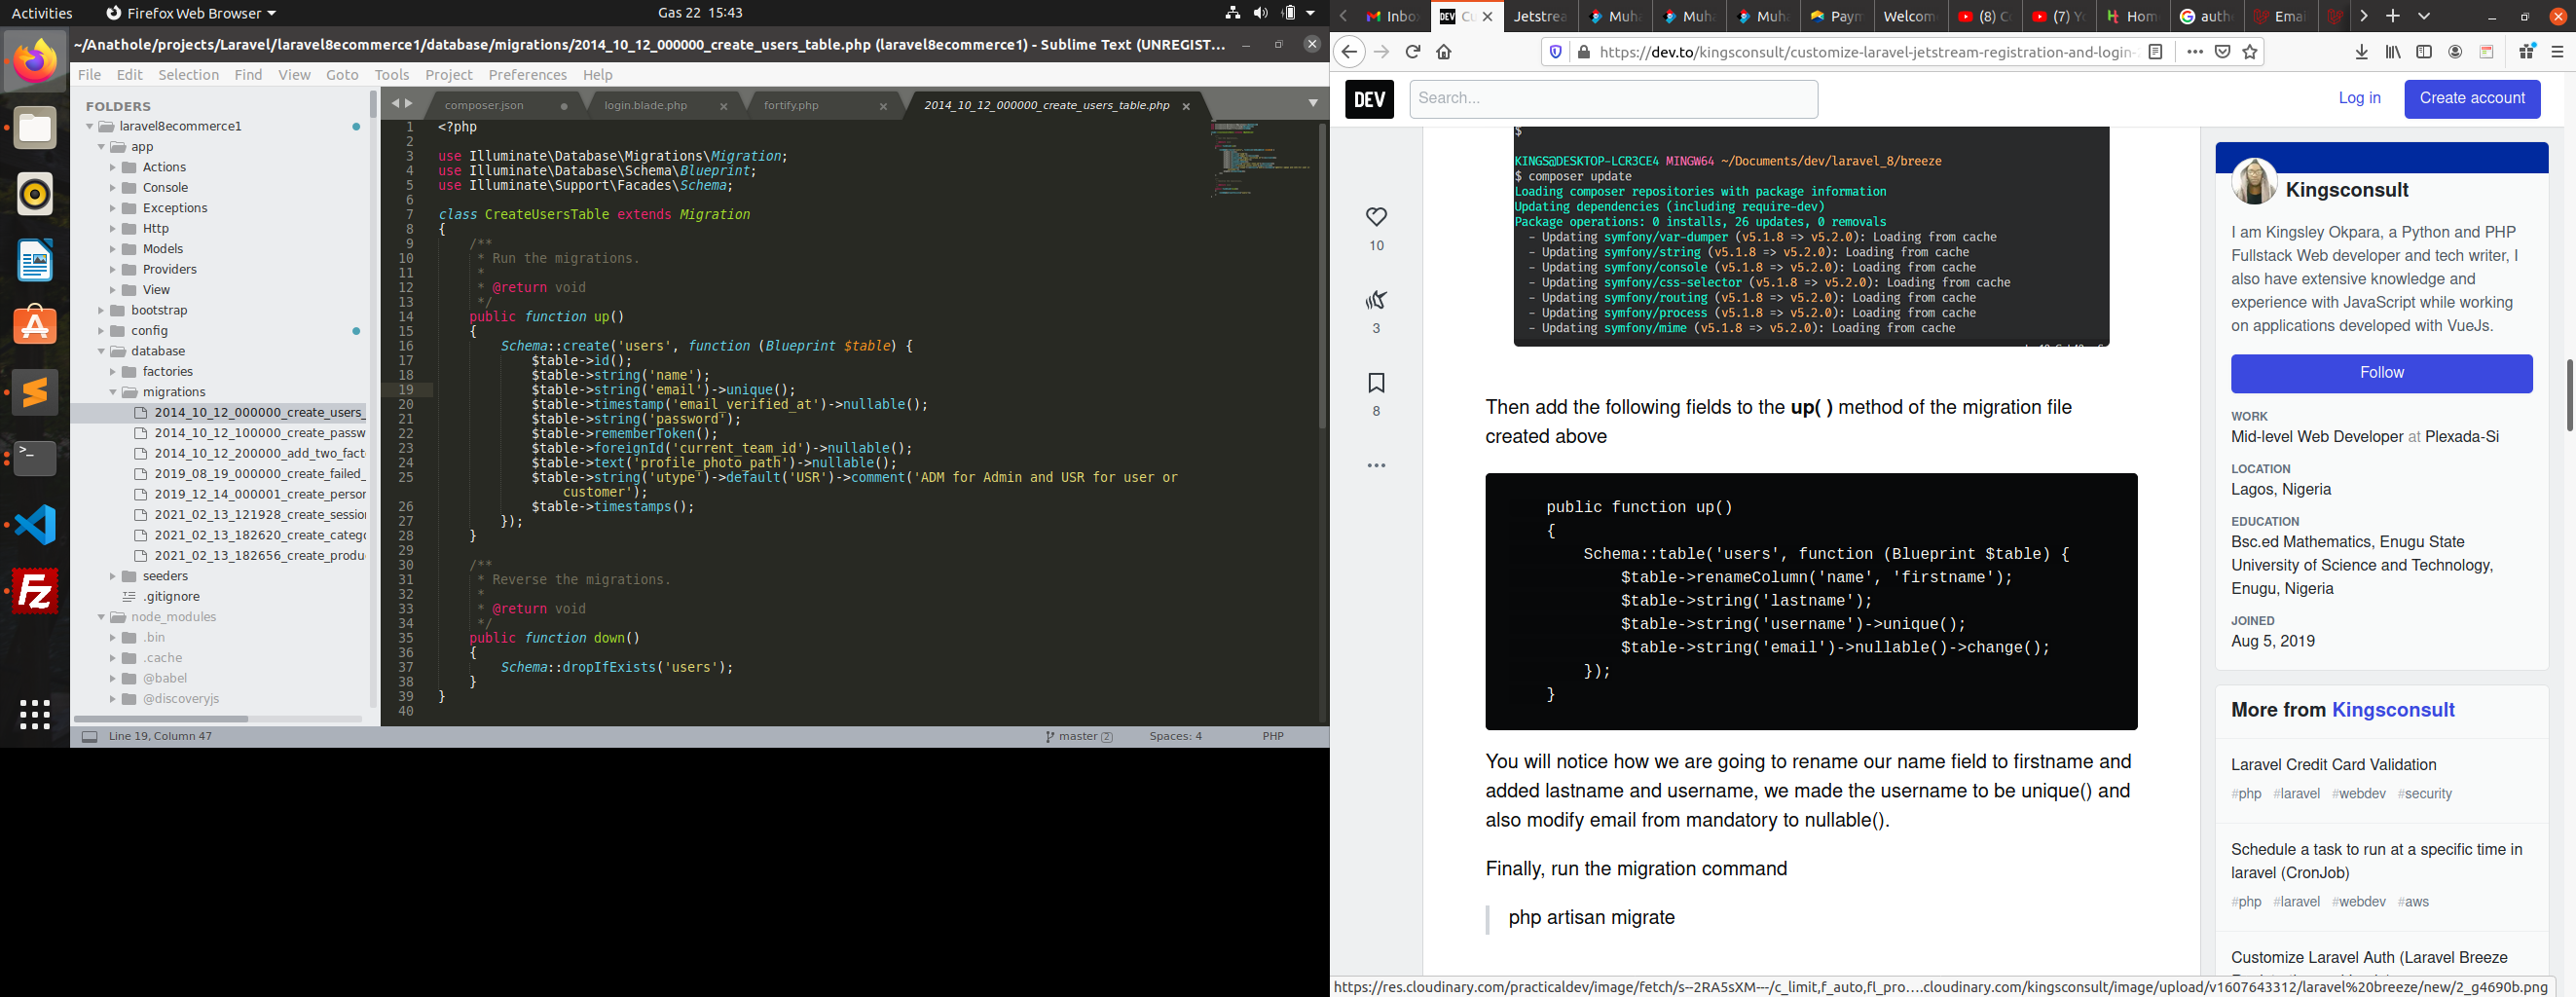 Activities
Firefox Web Browser
Gas 22 15:43
~/Anathole/projects/Laravel/laravel8ecommerce1/database/migrations/2014_10_12_000000_create_users_table.php (laravel8ecommerce1) - Sublime Text (UNREGIST...
File Edit Selection Find View Goto Tools Project Preferences Help
FOLDERS
laravel8ecommerce1
app
Actions
Console
Exceptions
Http
Models
Providers
View
bootstrap
config
database
factories
migrations
2014_10_12_000000_create_users_
2014_10_12_100000_create_passw
2014_10_12_200000_add_two_fact
2019_08_19_000000_create_failed_
2019_12_14_000001_create_person
2021_02_13_121928_create_session
2021_02_13_182620_create_catego
2021_02_13_182656_create_produ
seeders
.gitignore
node_modules
.bin
.cache
@babel
@discoveryjs
composer.json
login.blade.php
fortify.php
2014_10_12_000000_create_users_table.php
1 <?php
2
3 use Illuminate\Database\Migrations\Migration;
4 use Illuminate\Database\Schema\Blueprint;
5 use Illuminate\Support\Facades\Schema;
6
7 class CreateUsersTable extends Migration
8 {
9 /**
10 * Run the migrations.
11 *
12 * @return void
13 */
14 public function up()
15 {
16 Schema::create('users', function (Blueprint $table) {
17 $table->id();
18 $table->string('name');
19 $table->string('email')->unique();
20 $table->timestamp('email_verified_at')->nullable();
21 $table->string('password');
22 $table->rememberToken();
23 $table->foreignId('current_team_id')->nullable();
24 $table->text('profile_photo_path')->nullable();
25 $table->string('utype')->default('USR')->comment('ADM for Admin and USR for user or
customer');
26 $table->timestamps();
27 });
28 }
29
30 /**
31 * Reverse the migrations.
32 *
33 * @return void
34 */
35 public function down()
36 {
37 Schema::dropIfExists('users');
38 }
39 }
40
Line 19, Column 47
master 2
Spaces: 4
PHP
Inbo
DEV Cu
Jetstrea
Muha
Muh
Muh
Paym
Welcom
(8) C
(7) Y
Hom
auth
Emai
https://dev.to/kingsconsult/customize-laravel-jetstream-registration-and-login-
DEV
Search...
Log in
Create account
10
3
8
$
KINGS@DESKTOP-LCR3CE4 MINGW64 ~/Documents/dev/laravel_8/breeze
$ composer update
Loading composer repositories with package information
Updating dependencies (including require-dev)
Package operations: 0 installs, 26 updates, 0 removals
- Updating symfony/var-dumper (v5.1.8 => v5.2.0): Loading from cache
- Updating symfony/string (v5.1.8 => v5.2.0): Loading from cache
- Updating symfony/console (v5.1.8 => v5.2.0): Loading from cache
- Updating symfony/css-selector (v5.1.8 => v5.2.0): Loading from cache
- Updating symfony/routing (v5.1.8 => v5.2.0): Loading from cache
- Updating symfony/process (v5.1.8 => v5.2.0): Loading from cache
- Updating symfony/mime (v5.1.8 => v5.2.0): Loading from cache
Then add the following fields to the up( ) method of the migration file
created above
public function up()
{
Schema::table('users', function (Blueprint $table) {
$table->renameColumn('name', 'firstname');
$table->string('lastname');
$table->string('username')->unique();
$table->string('email')->nullable()->change();
});
}
You will notice how we are going to rename our name field to firstname and
added lastname and username, we made the username to be unique() and
also modify email from mandatory to nullable().
Finally, run the migration command
php artisan migrate
Kingsconsult
I am Kingsley Okpara, a Python and PHP
Fullstack Web developer and tech writer, I
also have extensive knowledge and
experience with JavaScript while working
on applications developed with VueJs.
Follow
WORK
Mid-level Web Developer at Plexada-Si
LOCATION
Lagos, Nigeria
EDUCATION
Bsc.ed Mathematics, Enugu State
University of Science and Technology,
Enugu, Nigeria
JOINED
Aug 5, 2019
More from Kingsconsult
Laravel Credit Card Validation
#php #laravel #webdev #security
Schedule a task to run at a specific time in
laravel (CronJob)
#php #laravel #webdev #aws
Customize Laravel Auth (Laravel Breeze
https://res.cloudinary.com/practicaldev/image/fetch/s--2RA5sXM---/c_limit,f_auto,fl_pro….cloudinary.com/kingsconsult/image/upload/v1607643312/laravel%20breeze/new/2_g4690b.png